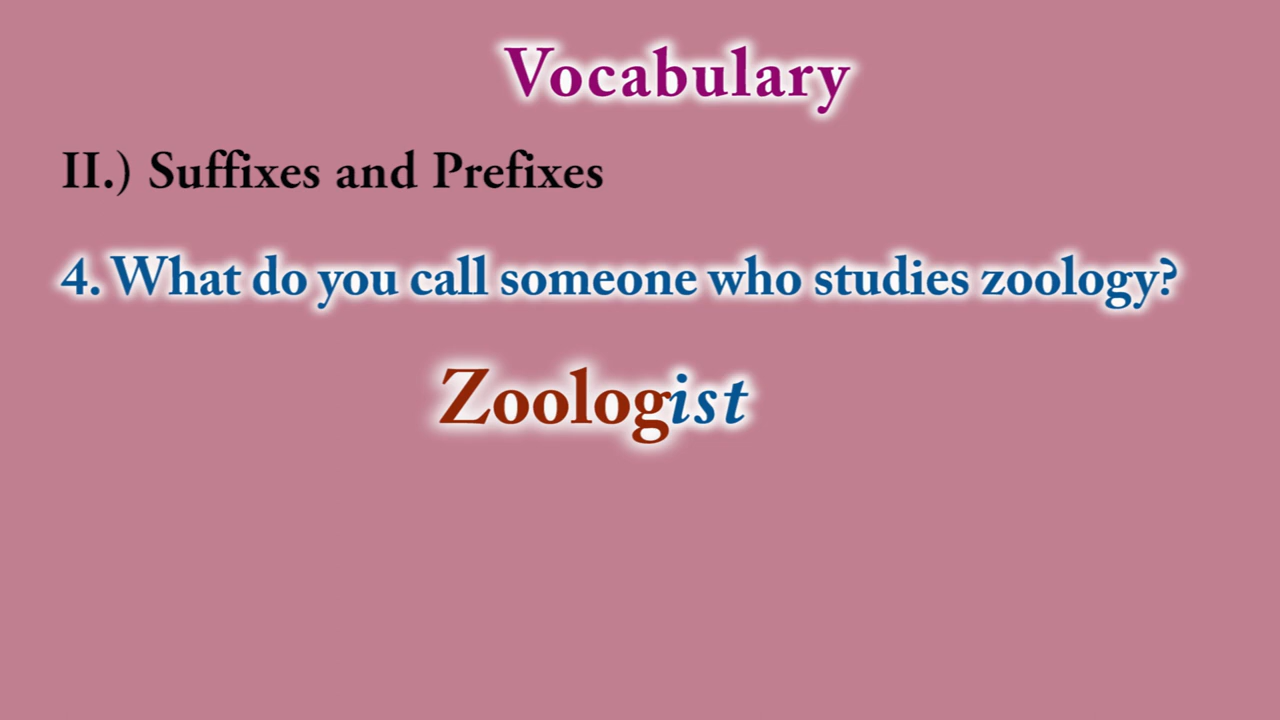 Vocabulary
II.) Suffixes and Prefixes
4. What do you call someone who studies zoology?
Zoologist